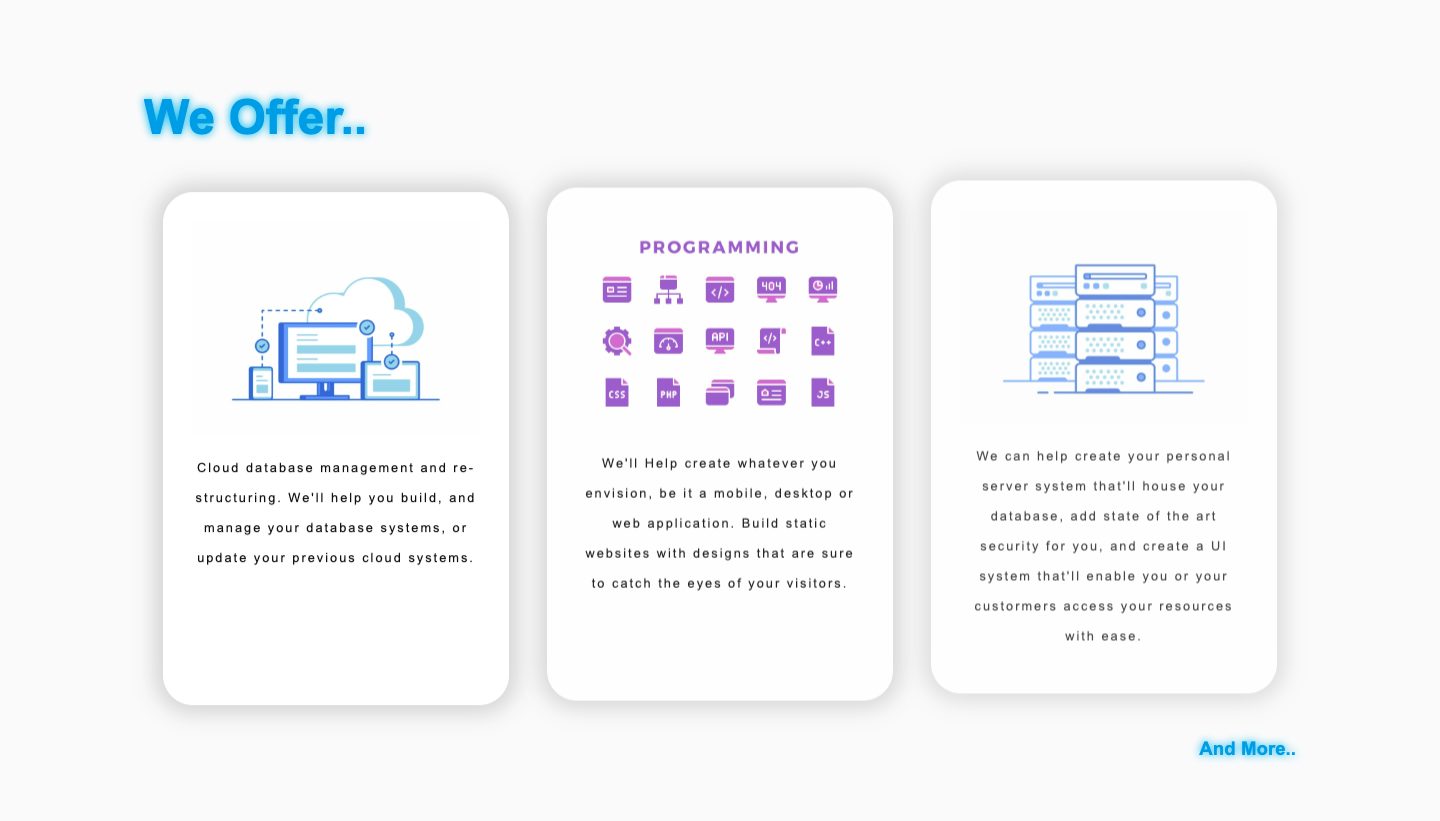 We Offer..
Cloud database management and re-
structuring. We'll help you build, and
manage your database systems, or
update your previous cloud systems.
PROGRAMMING
</>
404
API
</>
C++
CSS
PHP
JS
We'll Help create whatever you
envision, be it a mobile, desktop or
web application. Build static
websites with designs that are sure
to catch the eyes of your visitors.
We can help create your personal
server system that'll house your
database, add state of the art
security for you, and create a UI
system that'll enable you or your
custormers access your resources
with ease.
And More..